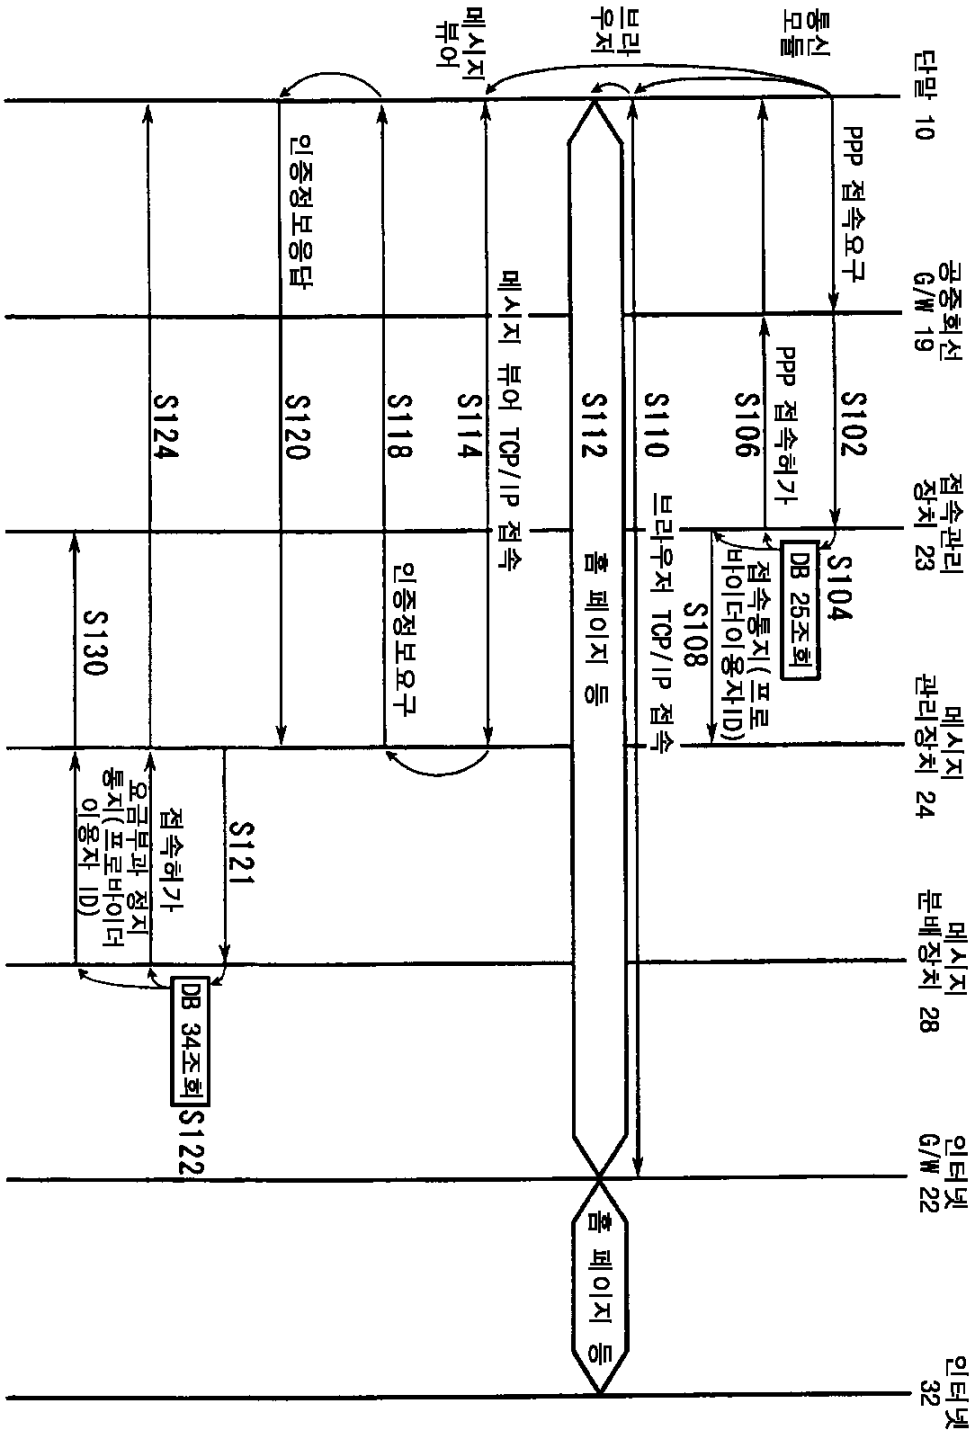 단말 10
공중회선
G/W 19
접속관리
장치 23
메시지
관리장치 24
메시지
분배장치 28
인터넷
G/W 22
인터넷
32
통신
모듈
PPP 접속요구
S102
S104
DB 25조회
PPP 접속허가
S106
접속통지(프로
바이더이용자ID)
S108
브라
우저
브라우저 TCP/IP 접속
S110
S112
홈 페이지 등
홈 페이지 등
메시지
부어
메시지 부어 TCP/IP 접속
S114
인증정보요구
S118
인증정보응답
S120
S121
DB 34조회
S122
접속허가
S124
요금부과 정지
통지(프로바이더
이용자 ID)
S130